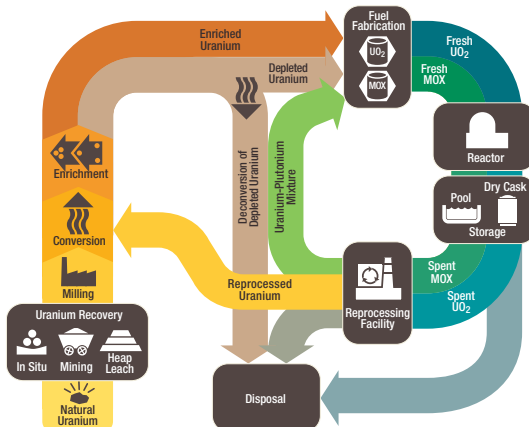 Enriched
Uranium
Depleted
Uranium
Fuel
Fabrication
UO2
MOX
Fresh
UO2
Fresh
MOX
Reactor
Dry Cask
Pool
Storage
Enrichment
Deconversion of
Depleted Uranium
Uranium-Plutonium
Mixture
Conversion
Milling
Reprocessed
Uranium
Reprocessing
Facility
Spent
MOX
Spent
UO2
Uranium Recovery
In Situ
Mining
Heap
Leach
Natural
Uranium
Disposal